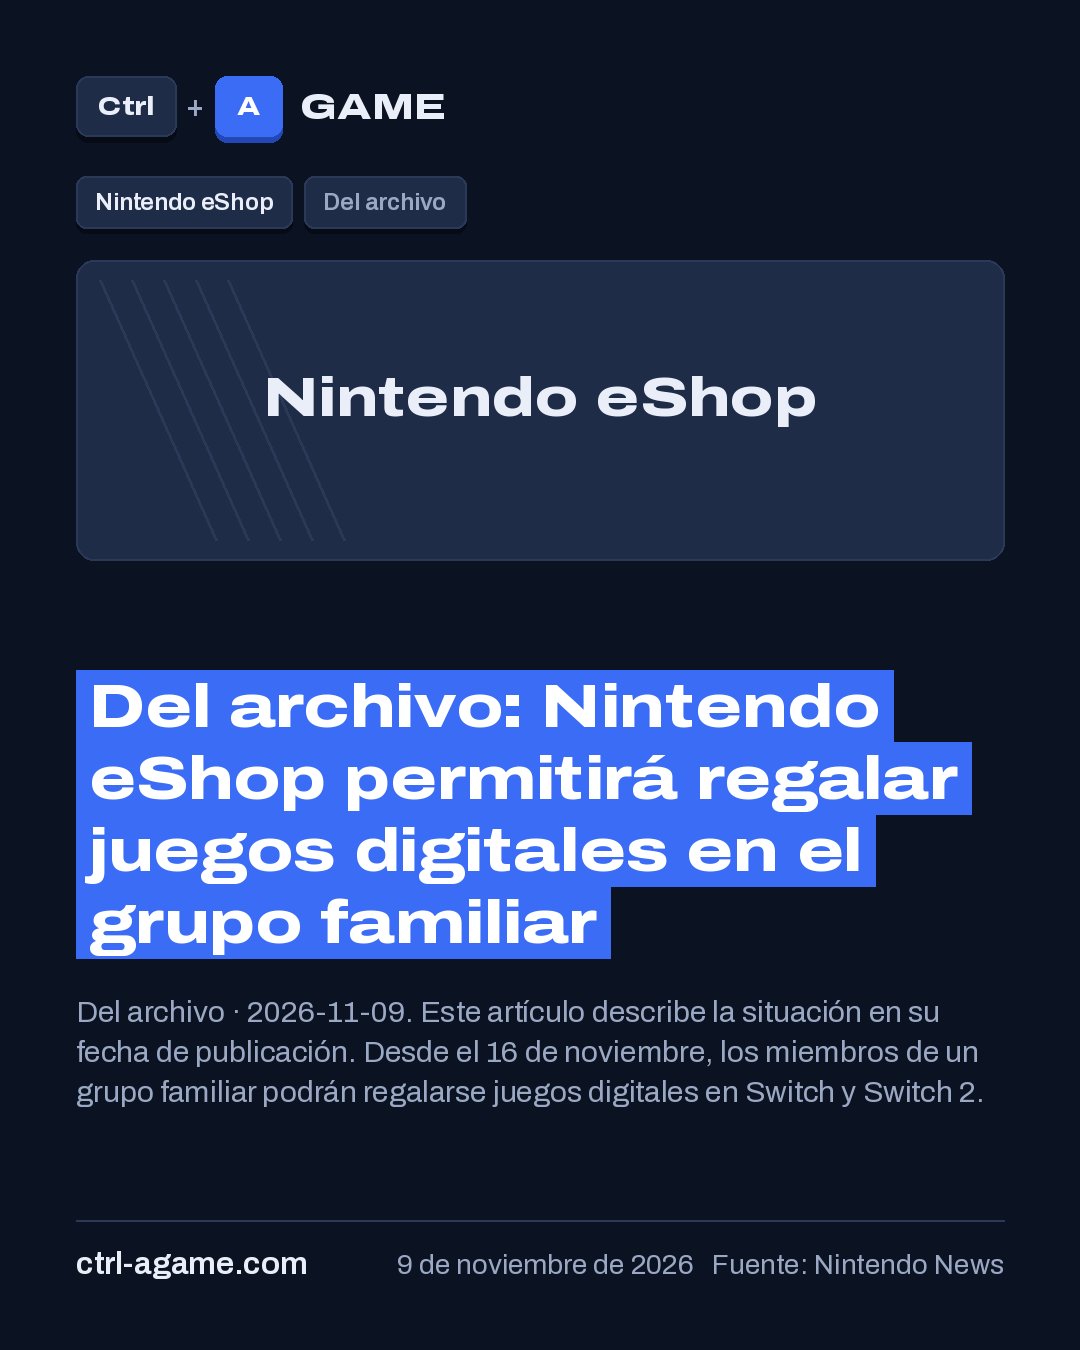 Ctrl + A GAME
Nintendo eShop Del archivo
Nintendo eShop
Del archivo: Nintendo
eShop permitirá regalar
juegos digitales en el
grupo familiar
Del archivo · 2026-11-09. Este artículo describe la situación en su
fecha de publicación. Desde el 16 de noviembre, los miembros de un
grupo familiar podrán regalarse juegos digitales en Switch y Switch 2.
ctrl-agame.com 9 de noviembre de 2026 Fuente: Nintendo News